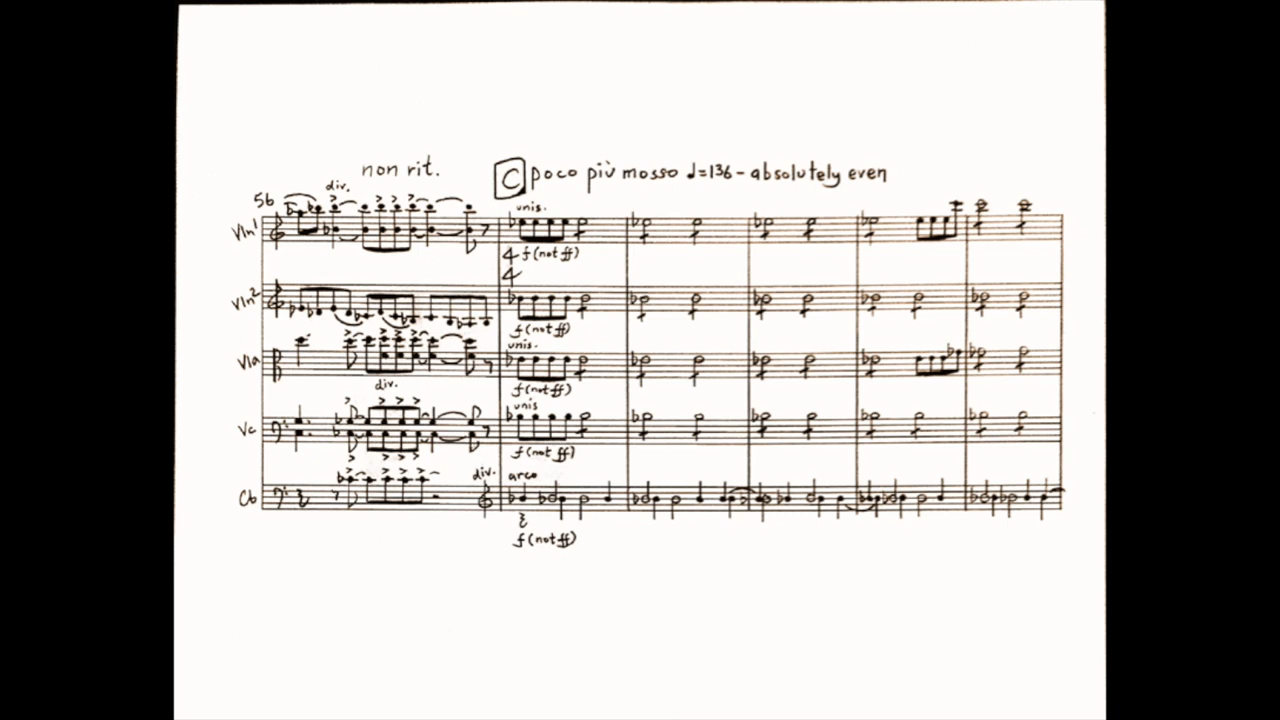 non rit.
C poco più mosso ♩=136 - absolutely even
56
div.
unis.
Vln1
f (not ff)
4
4
Vln2
f (not ff)
unis.
Vla
div.
f (not ff)
unis
Vc
f (not ff)
div. arco
Cb
f (not ff)